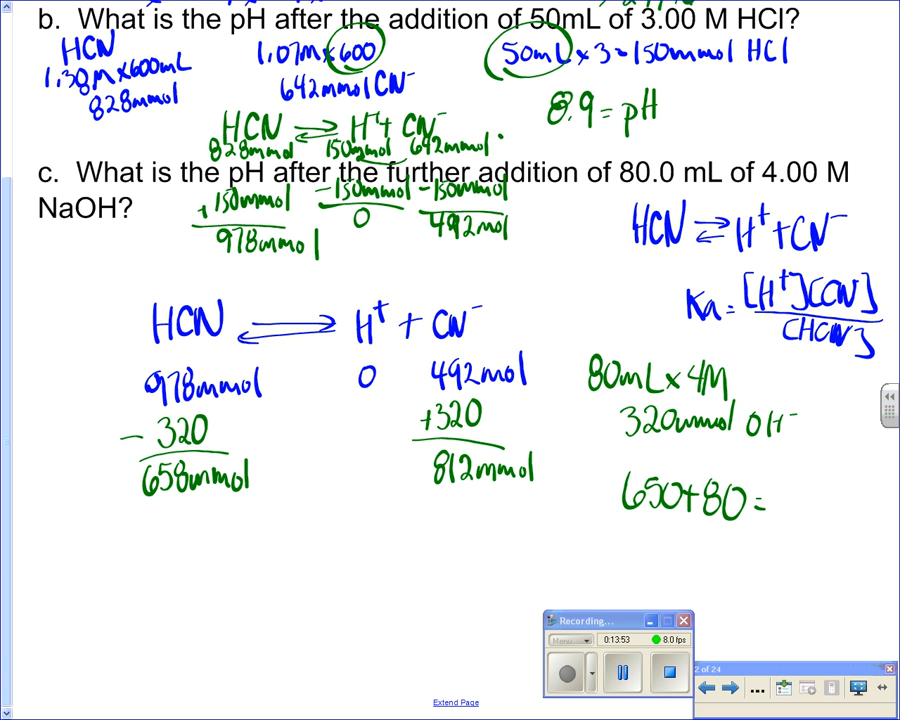 b. What is the pH after the addition of 50mL of 3.00 M HCl?
HCN
1.38M x 600mL
828mmol
1.07M x 600
642mmol CN⁻
50mL x 3 = 150mmol HCl
8.9 = pH
HCN ⇌ H⁺ + CN⁻
828mmol 150mmol 642mmol
c. What is the pH after the further addition of 80.0 mL of 4.00 M
NaOH?
+150mmol -150mmol -150mmol
978mmol 0 492mol
HCN ⇌ H⁺ + CN⁻
Ka = [H⁺][CN⁻]
[HCN]
HCN ⇌ H⁺ + CN⁻
978mmol 0 492mol
- 320 +320
658mmol 812mmol
80mL x 4M
320mmol OH⁻
650+80=
Recording...
Menu
0:13:53
8.0 fps
2 of 24
Extend Page